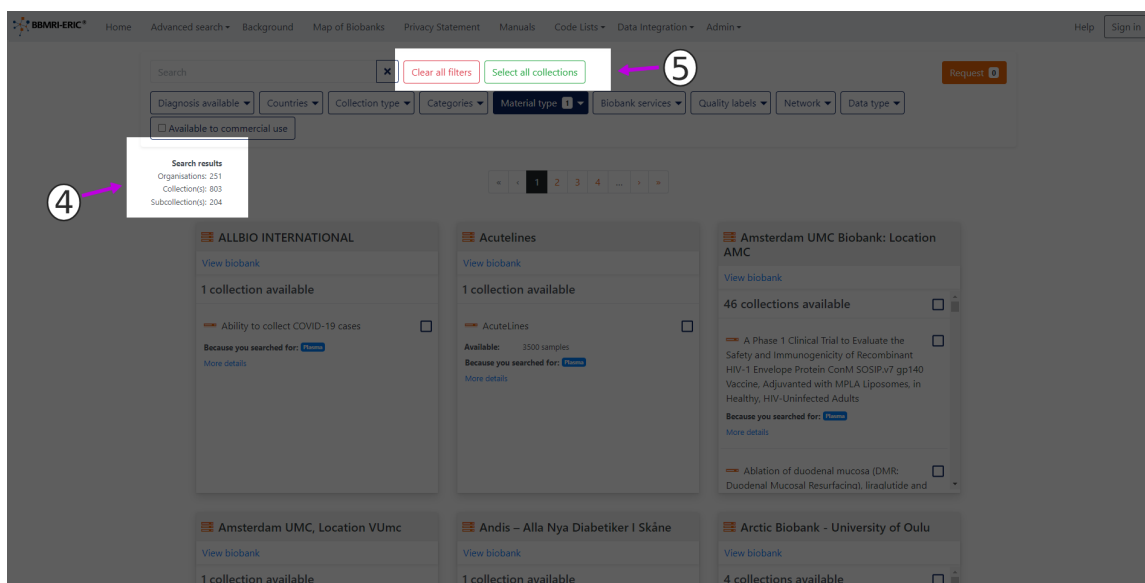 BBMRI-ERIC® Home Advanced search Background Map of Biobanks Privacy Statement Manuals Code Lists Data Integration Admin Help Sign in
Search × Clear all filters Select all collections 5 Request 0
Diagnosis available Countries Collection type Categories Material type 1 Biobank services Quality labels Network Data type
Available to commercial use
Search results
Organisations: 251
Collection(s): 803
Subcollection(s): 204
4
« ‹ 1 2 3 4 ... › »
ALLBIO INTERNATIONAL
View biobank
1 collection available
Ability to collect COVID-19 cases
Because you searched for: Plasma
More details
Acutelines
View biobank
1 collection available
AcuteLines
Available: 3500 samples
Because you searched for: Plasma
More details
Amsterdam UMC Biobank: Location
AMC
View biobank
46 collections available
A Phase 1 Clinical Trial to Evaluate the
Safety and Immunogenicity of Recombinant
HIV-1 Envelope Protein ConM SOSIP.v7 gp140
Vaccine, Adjuvanted with MPLA Liposomes, in
Healthy, HIV-Uninfected Adults
Because you searched for: Plasma
More details
Ablation of duodenal mucosa (DMR:
Duodenal Mucosal Resurfacing), liraglutide and
Amsterdam UMC, Location VUmc
View biobank
1 collection available
Andis – Alla Nya Diabetiker I Skåne
View biobank
1 collection available
Arctic Biobank - University of Oulu
View biobank
4 collections available